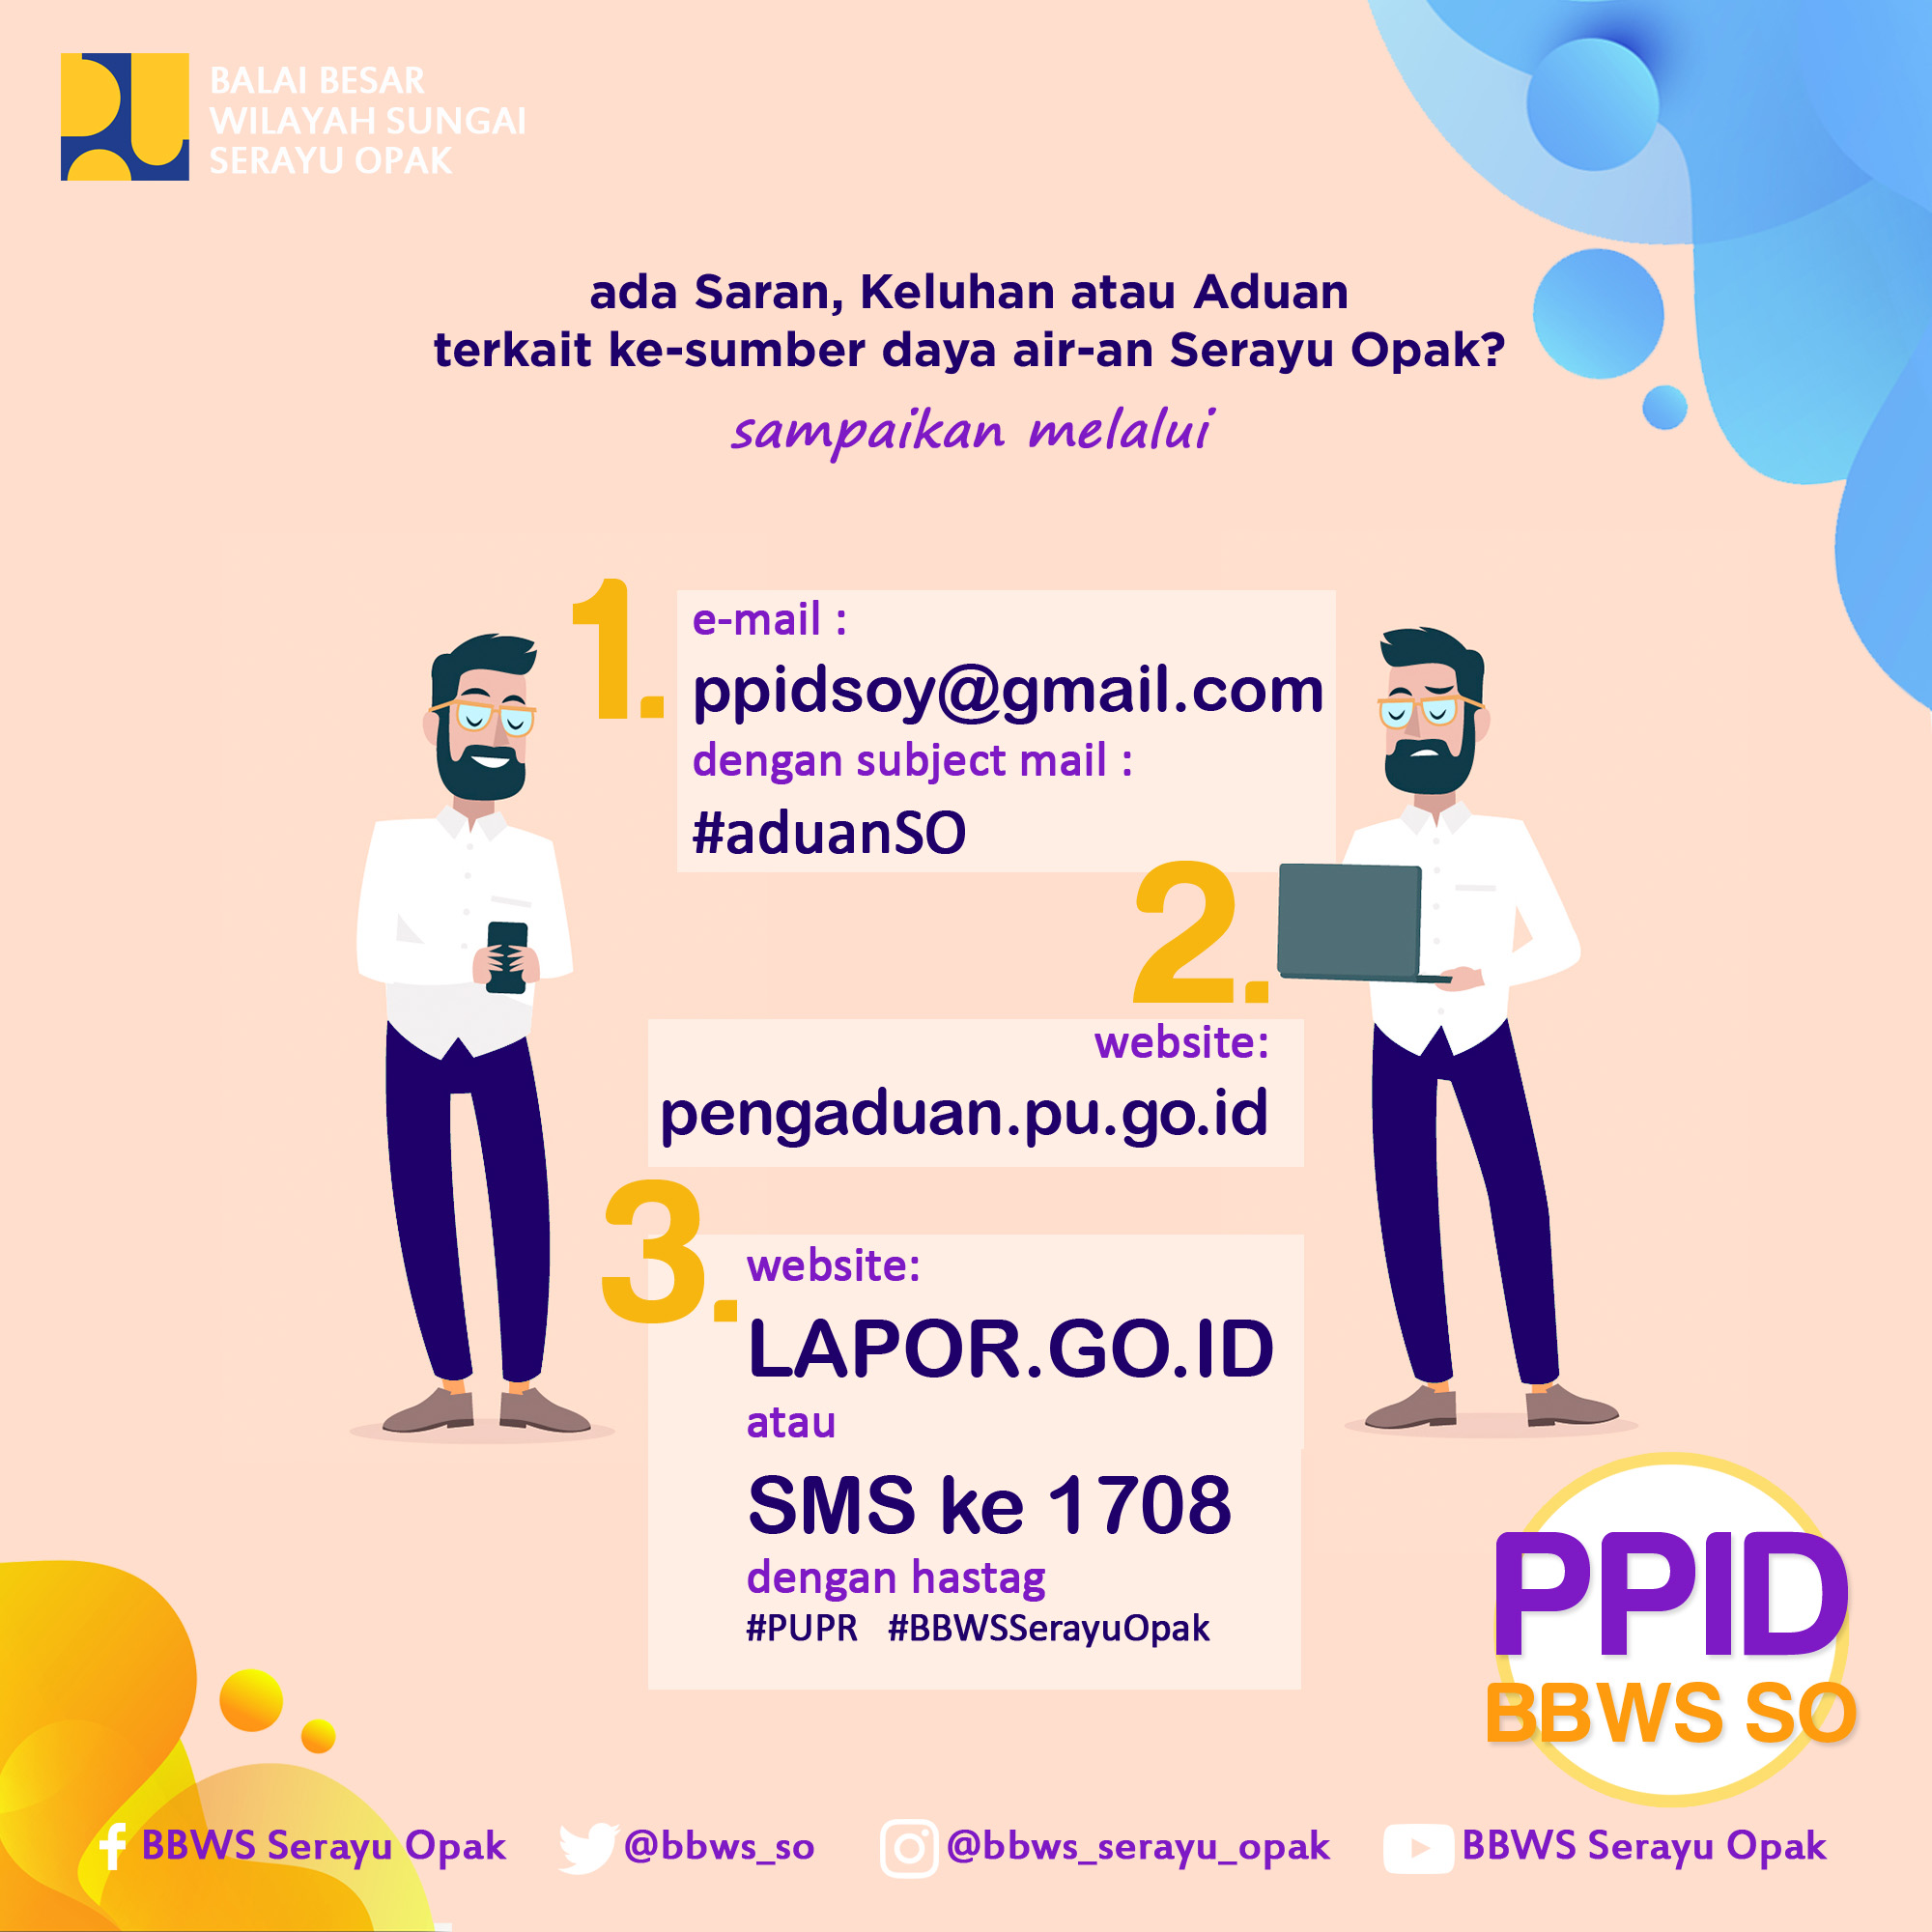 BALAI BESAR
WILAYAH SUNGAI
SERAYU OPAK
ada Saran, Keluhan atau Aduan
terkait ke-sumber daya air-an Serayu Opak?
sampaikan melalui
1.
e-mail :
ppidsoy@gmail.com
dengan subject mail :
#aduanSO
2.
website:
pengaduan.pu.go.id
3.
website:
LAPOR.GO.ID
atau
SMS ke 1708
dengan hastag
#PUPR #BBWSSerayuOpak
PPID
BBWS SO
BBWS Serayu Opak @bbws_so @bbws_serayu_opak BBWS Serayu Opak